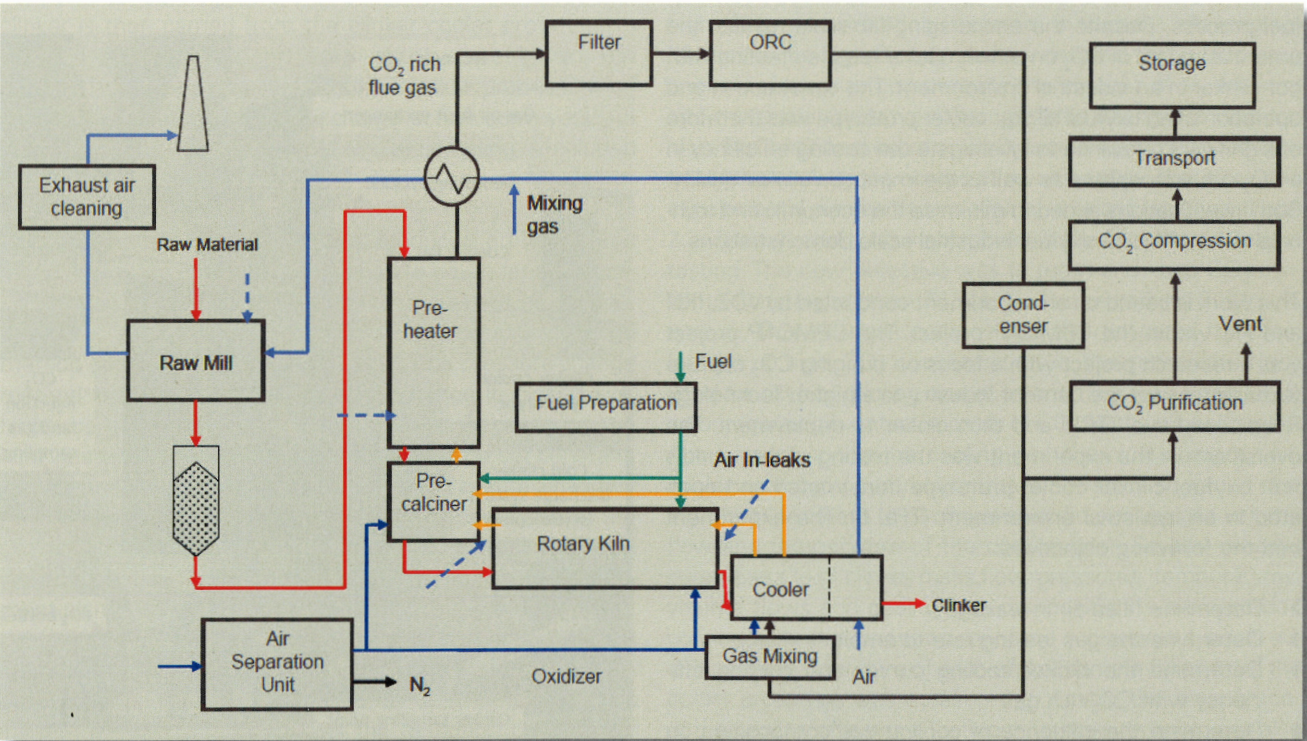 Filter
ORC
Storage
CO2 rich
flue gas
Transport
Exhaust air
cleaning
Mixing
gas
Raw Material
CO2 Compression
Pre-
heater
Cond-
enser
Vent
Raw Mill
Fuel
Fuel Preparation
CO2 Purification
Air In-leaks
Pre-
calciner
Rotary Kiln
Cooler
Clinker
Air
Separation
Unit
Gas Mixing
N2
Oxidizer
Air